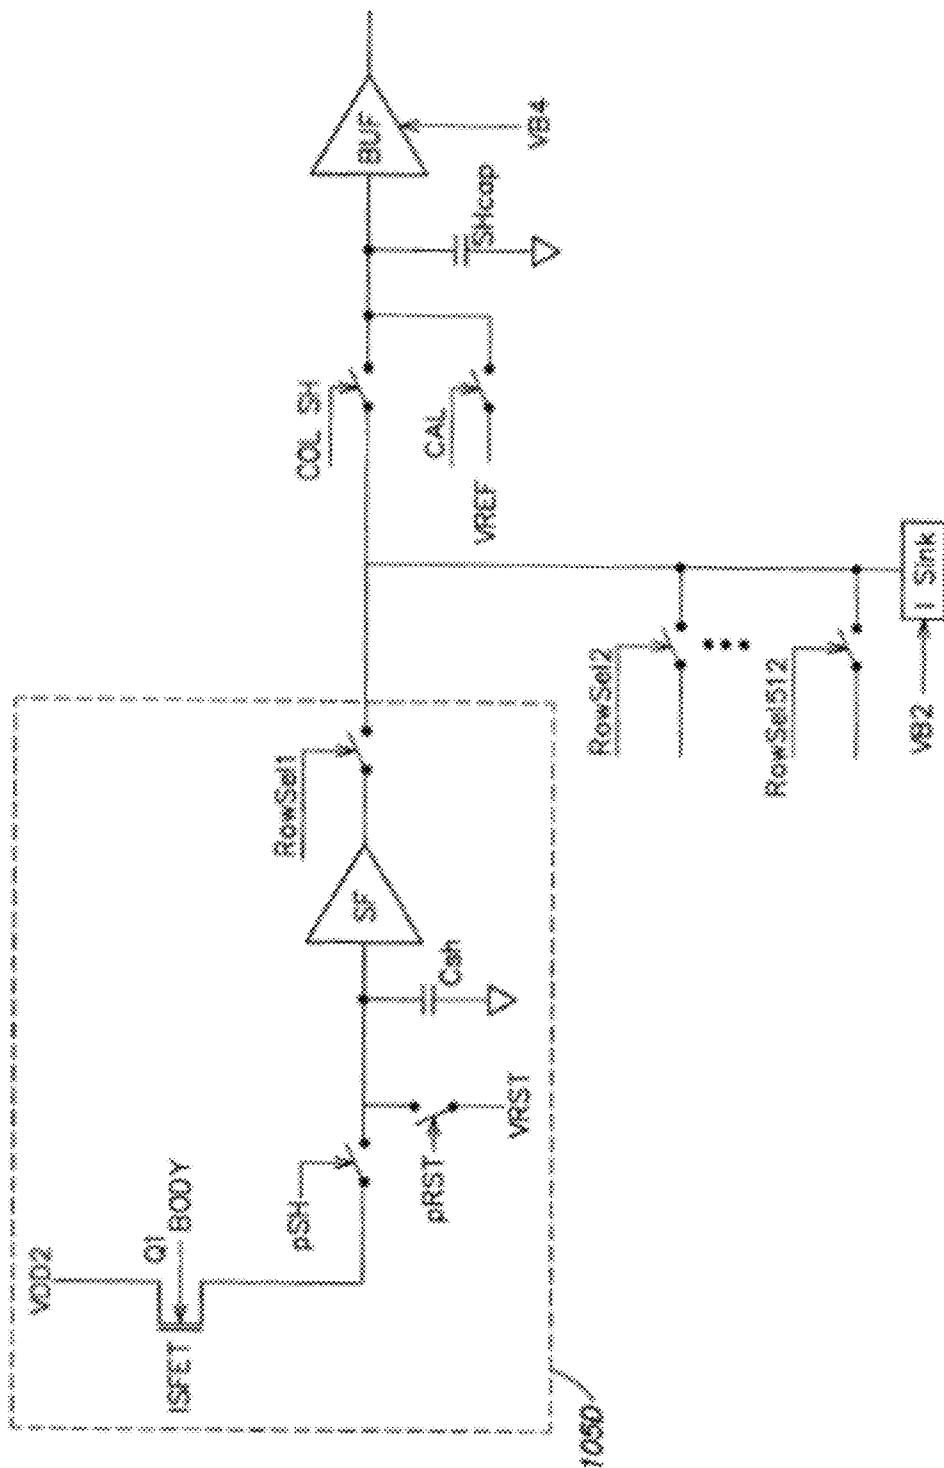 VDD2
Q1
BODY
ISFET
pSH
pRST
VRST
Csh
SF
RowSel1
105D
RowSel2
RowSel512
VB2
I Sink
COL SH
CAL
VREF
SHcap
BUF
VB4